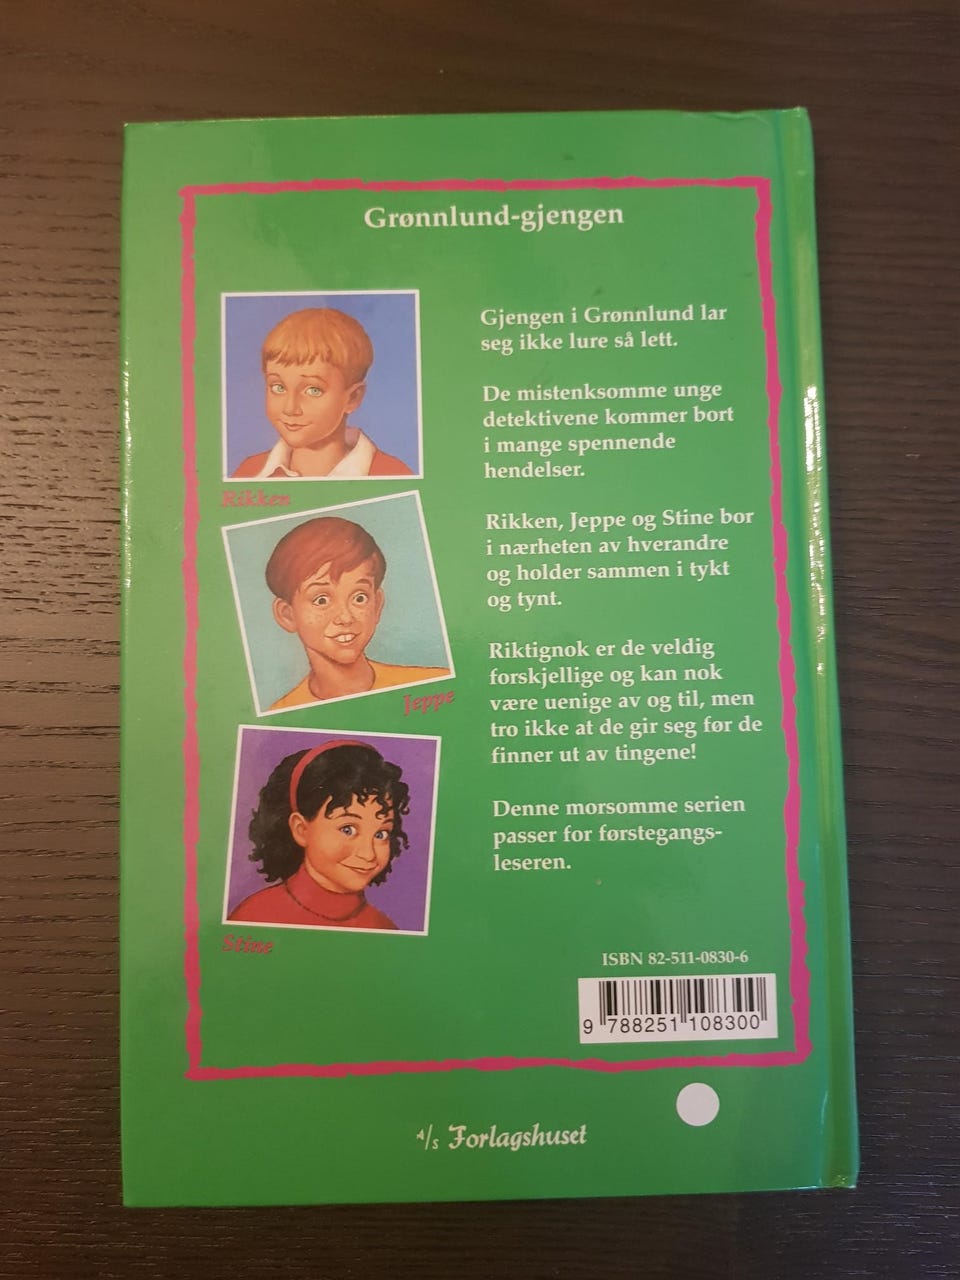 Grønnlund-gjengen
Rikken
Jeppe
Stine
Gjengen i Grønnlund lar
seg ikke lure så lett.
De mistenksomme unge
detektivene kommer bort
i mange spennende
hendelser.
Rikken, Jeppe og Stine bor
i nærheten av hverandre
og holder sammen i tykt
og tynt.
Riktignok er de veldig
forskjellige og kan nok
være uenige av og til, men
tro ikke at de gir seg før de
finner ut av tingene!
Denne morsomme serien
passer for førstegangs-
leseren.
ISBN 82-511-0830-6
9 788251 108300
A/S Forlagshuset